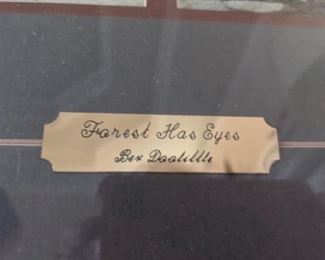 Forest Has Eyes
Bev Doolittle